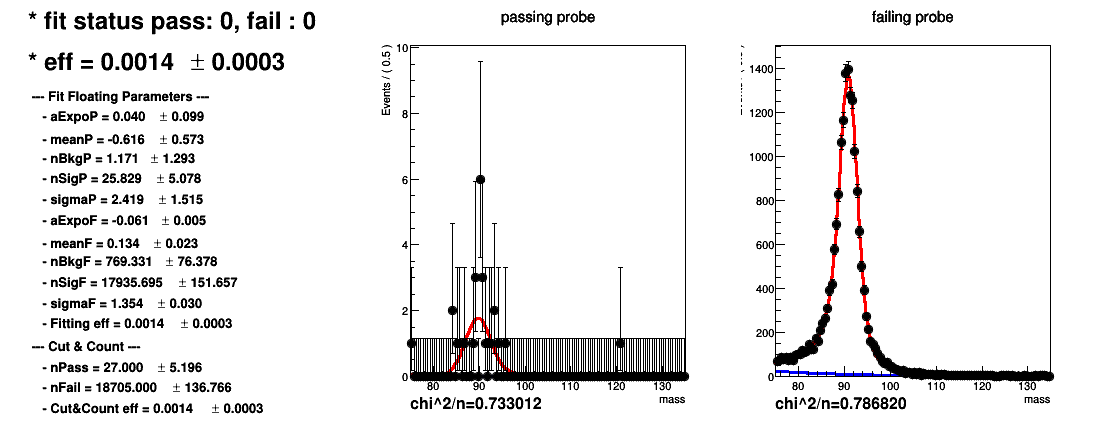 * fit status pass: 0, fail : 0
* eff = 0.0014 ± 0.0003
--- Fit Floating Parameters ---
- aExpoP = 0.040 ± 0.099
- meanP = -0.616 ± 0.573
- nBkgP = 1.171 ± 1.293
- nSigP = 25.829 ± 5.078
- sigmaP = 2.419 ± 1.515
- aExpoF = -0.061 ± 0.005
- meanF = 0.134 ± 0.023
- nBkgF = 769.331 ± 76.378
- nSigF = 17935.695 ± 151.657
- sigmaF = 1.354 ± 0.030
- Fitting eff = 0.0014 ± 0.0003
--- Cut & Count ---
- nPass = 27.000 ± 5.196
- nFail = 18705.000 ± 136.766
- Cut&Count eff = 0.0014 ± 0.0003
passing probe
Events / ( 0.5 )
10
8
6
4
2
0
80 90 100 110 120 130
mass
chi^2/n=0.733012
failing probe
1400
1200
1000
800
600
400
200
0
80 90 100 110 120 130
mass
chi^2/n=0.786820